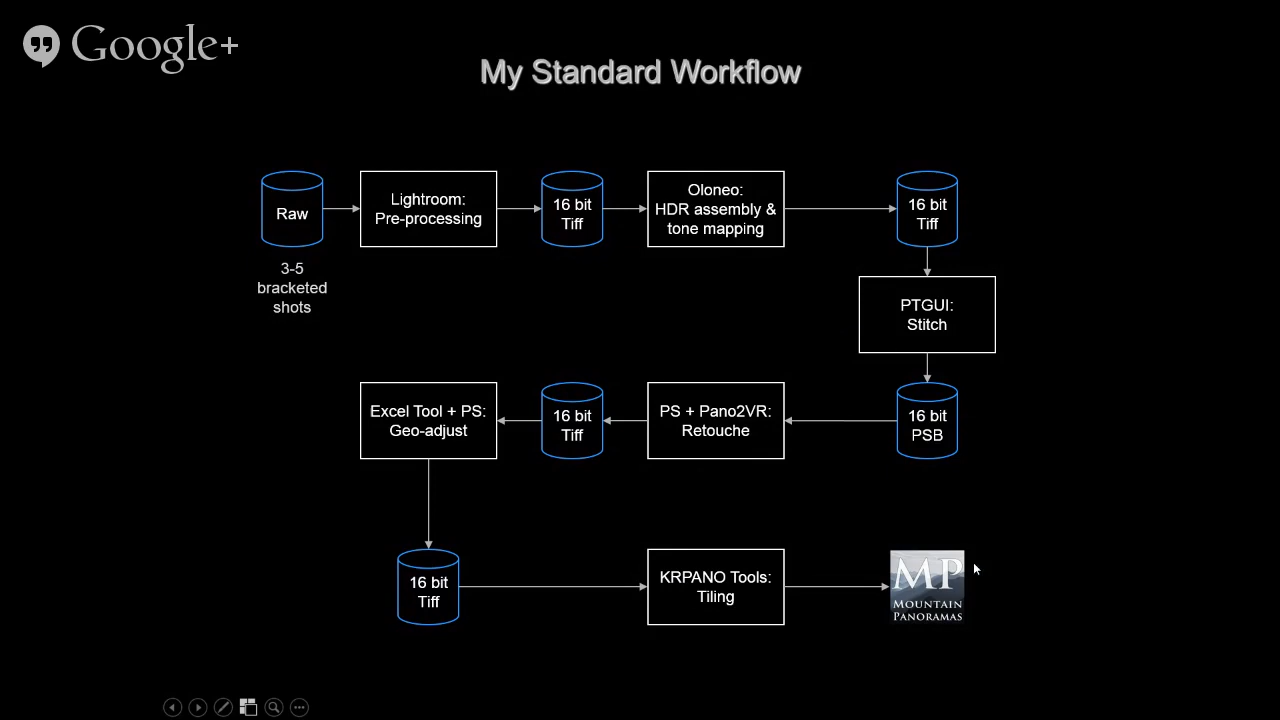 Google+
My Standard Workflow
Raw
3-5
bracketed
shots
Lightroom:
Pre-processing
16 bit
Tiff
Oloneo:
HDR assembly &
tone mapping
16 bit
Tiff
PTGUI:
Stitch
16 bit
PSB
PS + Pano2VR:
Retouche
16 bit
Tiff
Excel Tool + PS:
Geo-adjust
16 bit
Tiff
KRPANO Tools:
Tiling
MP
MOUNTAIN
PANORAMAS